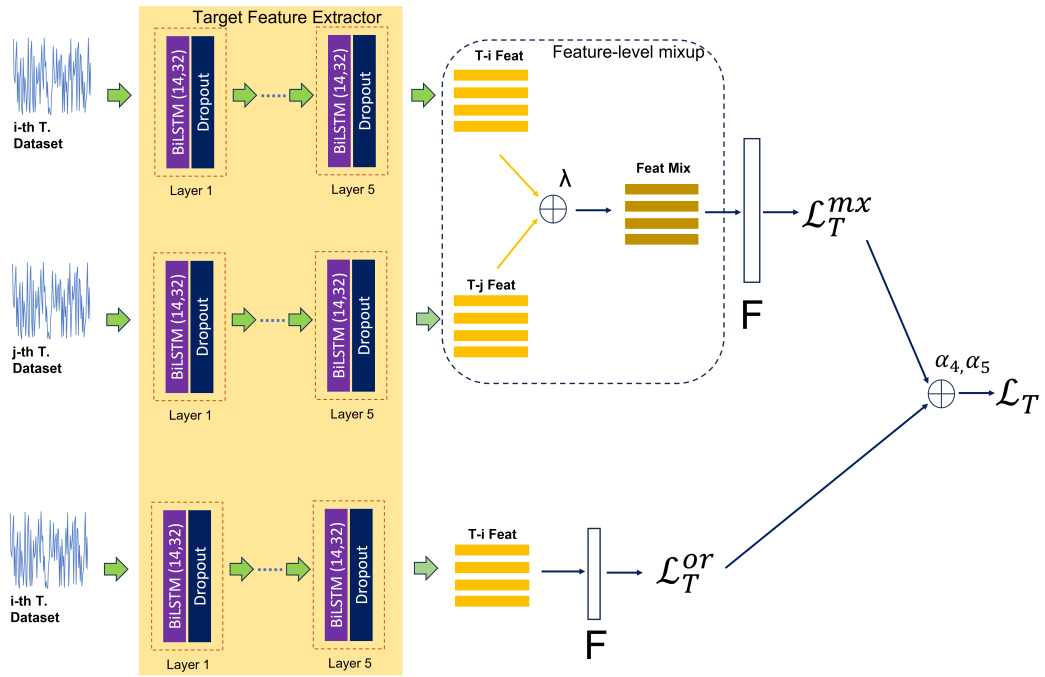 Target Feature Extractor
i-th T.
Dataset
BiLSTM (14,32)
Dropout
Layer 1
BiLSTM (14,32)
Dropout
Layer 5
Feature-level mixup
T-i Feat
λ
Feat Mix
T-j Feat
F
ℒ_T^{mx}
j-th T.
Dataset
BiLSTM (14,32)
Dropout
Layer 1
BiLSTM (14,32)
Dropout
Layer 5
α₄,α₅
ℒ_T
i-th T.
Dataset
BiLSTM (14,32)
Dropout
Layer 1
BiLSTM (14,32)
Dropout
Layer 5
T-i Feat
F
ℒ_T^{or}